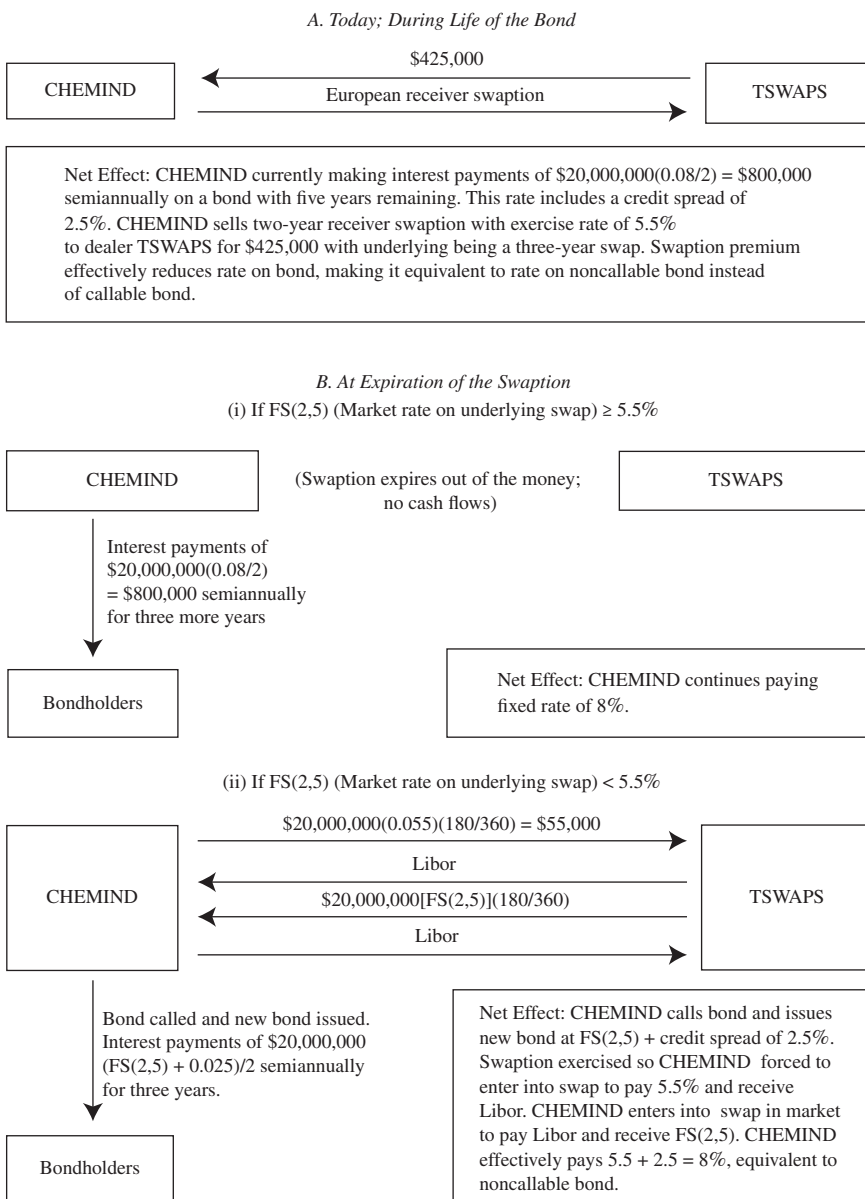 A. Today; During Life of the Bond
$425,000
CHEMIND
European receiver swaption
TSWAPS
Net Effect: CHEMIND currently making interest payments of $20,000,000(0.08/2) = $800,000
semiannually on a bond with five years remaining. This rate includes a credit spread of
2.5%. CHEMIND sells two-year receiver swaption with exercise rate of 5.5%
to dealer TSWAPS for $425,000 with underlying being a three-year swap. Swaption premium
effectively reduces rate on bond, making it equivalent to rate on noncallable bond instead
of callable bond.
B. At Expiration of the Swaption
(i) If FS(2,5) (Market rate on underlying swap) ≥ 5.5%
CHEMIND
(Swaption expires out of the money;
no cash flows)
TSWAPS
Interest payments of
$20,000,000(0.08/2)
= $800,000 semiannually
for three more years
Bondholders
Net Effect: CHEMIND continues paying
fixed rate of 8%.
(ii) If FS(2,5) (Market rate on underlying swap) < 5.5%
$20,000,000(0.055)(180/360) = $55,000
Libor
CHEMIND
$20,000,000[FS(2,5)](180/360)
TSWAPS
Libor
Bond called and new bond issued.
Interest payments of $20,000,000
(FS(2,5) + 0.025)/2 semiannually
for three years.
Bondholders
Net Effect: CHEMIND calls bond and issues
new bond at FS(2,5) + credit spread of 2.5%.
Swaption exercised so CHEMIND forced to
enter into swap to pay 5.5% and receive
Libor. CHEMIND enters into swap in market
to pay Libor and receive FS(2,5). CHEMIND
effectively pays 5.5 + 2.5 = 8%, equivalent to
noncallable bond.